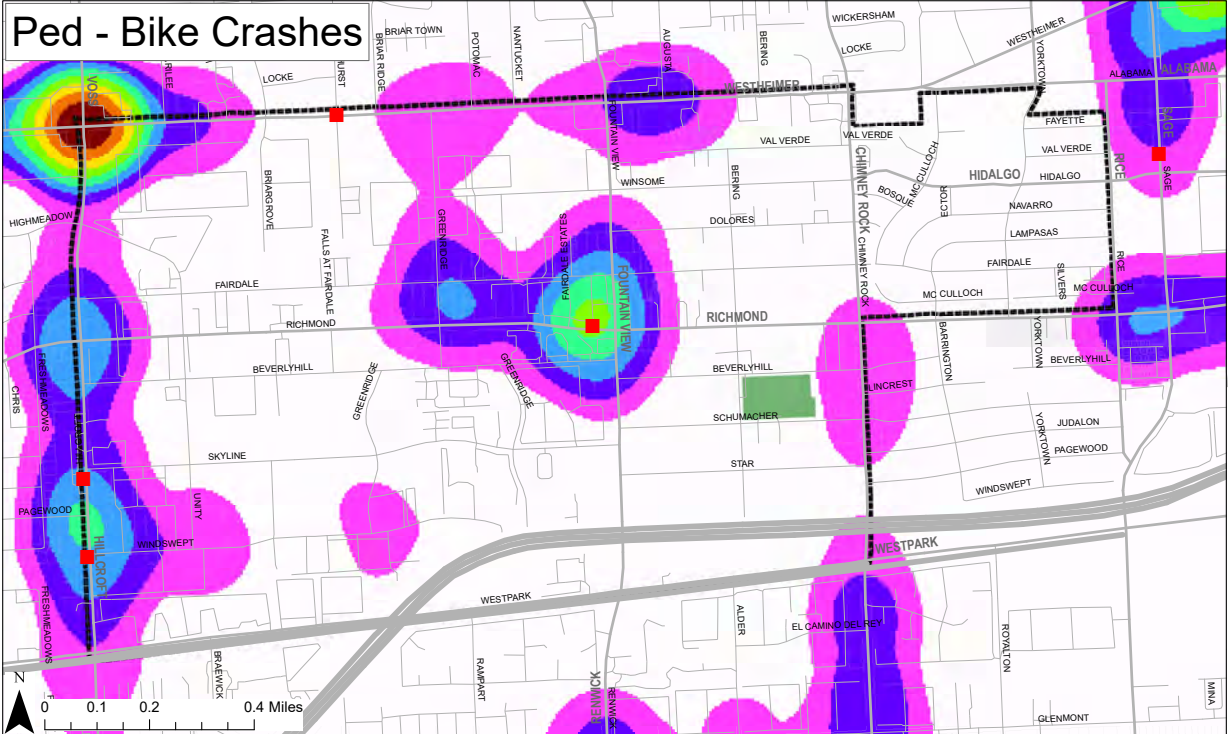 Ped - Bike Crashes
BRIAR TOWN
WICKERSHAM
WESTHEIMER
LOCKE
YORKTOWN
BERING
AUGUSTA
NANTUCKET
POTOMAC
BRIAR RIDGE
LOCKE
VOSS
ALABAMA
ALABAMA
WESTHEIMER
FOUNTAIN VIEW
SAGE
FAYETTE
VAL VERDE
VAL VERDE
VAL VERDE
CHIMNEY ROCK
MC CULLOCH
RICE
HIDALGO
HIDALGO
SAGE
WINSOME
BERING
BRIARGROVE
BOSQUE
ECTOR
NAVARRO
HIGHMEADOW
GREENRIDGE
FAIRDALE ESTATES
DOLORES
LAMPASAS
FALLS AT FAIRDALE
CHIMNEY ROCK
FAIRDALE
RICE
SILVERS
FAIRDALE
FOUNTAIN VIEW
MC CULLOCH
MC CULLOCH
RICHMOND
RICHMOND
BARRINGTON
YORKTOWN
BEVERLYHILL
BEVERLYHILL
BEVERLYHILL
GREENRIDGE
GREENRIDGE
FRESHMEADOWS
CHRIS
LINCREST
SCHUMACHER
YORKTOWN
JUDALON
PAGEWOOD
SKYLINE
STAR
WINDSWEPT
UNITY
PAGEWOOD
WINDSWEPT
HILLCROFT
WESTPARK
WESTPARK
FRESHMEADOWS
ALDER
EL CAMINO DEL REY
ROYALTON
BRAEWICK
RAMPART
RENWICK
RENWICK
MINA
GLENMONT
N
0 0.1 0.2 0.4 Miles